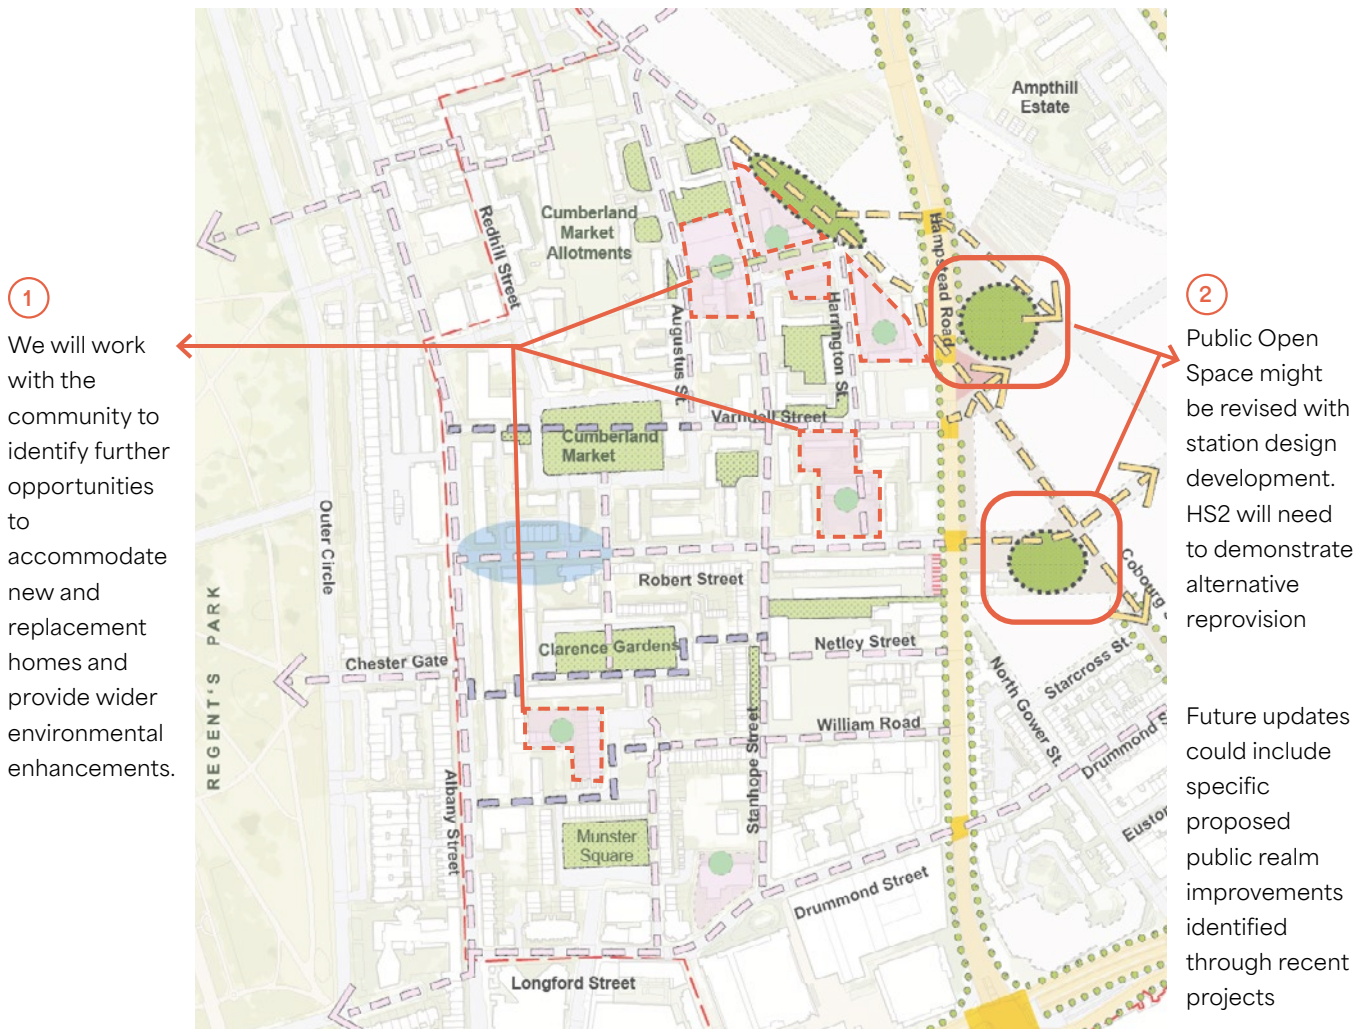 1
We will work
with the
community to
identify further
opportunities
to
accommodate
new and
replacement
homes and
provide wider
environmental
enhancements.
Ampthill
Estate
Cumberland
Market
Allotments
Redhill Street
Augustus St.
Harrington St.
Hampstead Road
Varndell Street
Cumberland
Market
Outer Circle
REGENT'S PARK
Robert Street
Clarence Gardens
Chester Gate
Netley Street
William Road
Stanhope Street
Albany Street
Munster
Square
Drummond Street
Longford Street
North Gower St.
Starcross St.
Cobourg S
Drummond S
Euston
2
Public Open
Space might
be revised with
station design
development.
HS2 will need
to demonstrate
alternative
reprovision
Future updates
could include
specific
proposed
public realm
improvements
identified
through recent
projects